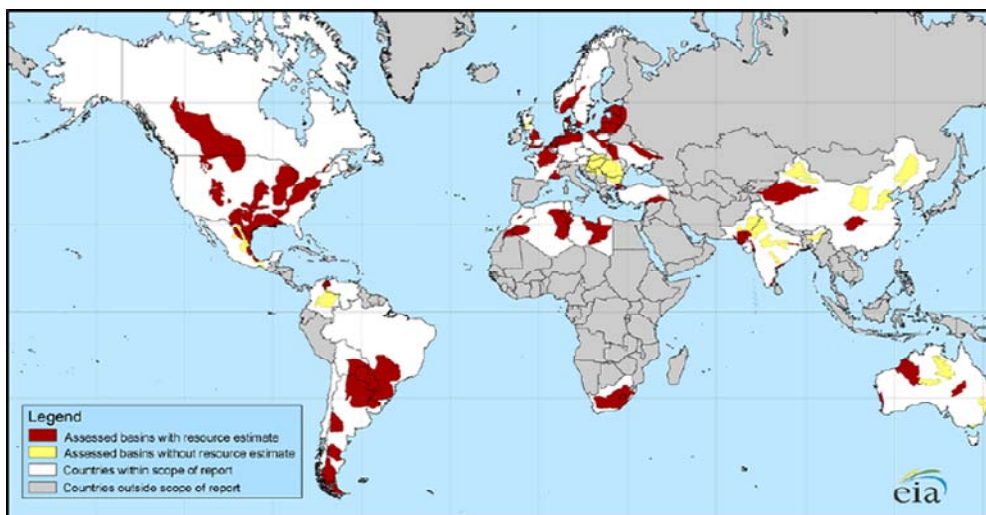 Legend
Assessed basins with resource estimate
Assessed basins without resource estimate
Countries within scope of report
Countries outside scope of report
eia